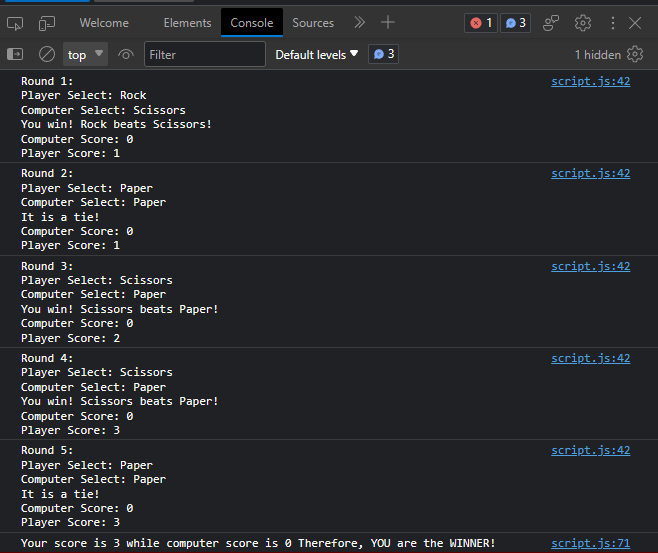 Welcome Elements Console Sources 1 3
top Filter Default levels 3 1 hidden
Round 1: script.js:42
Player Select: Rock
Computer Select: Scissors
You win! Rock beats Scissors!
Computer Score: 0
Player Score: 1
Round 2: script.js:42
Player Select: Paper
Computer Select: Paper
It is a tie!
Computer Score: 0
Player Score: 1
Round 3: script.js:42
Player Select: Scissors
Computer Select: Paper
You win! Scissors beats Paper!
Computer Score: 0
Player Score: 2
Round 4: script.js:42
Player Select: Scissors
Computer Select: Paper
You win! Scissors beats Paper!
Computer Score: 0
Player Score: 3
Round 5: script.js:42
Player Select: Paper
Computer Select: Paper
It is a tie!
Computer Score: 0
Player Score: 3
Your score is 3 while computer score is 0 Therefore, YOU are the WINNER! script.js:71